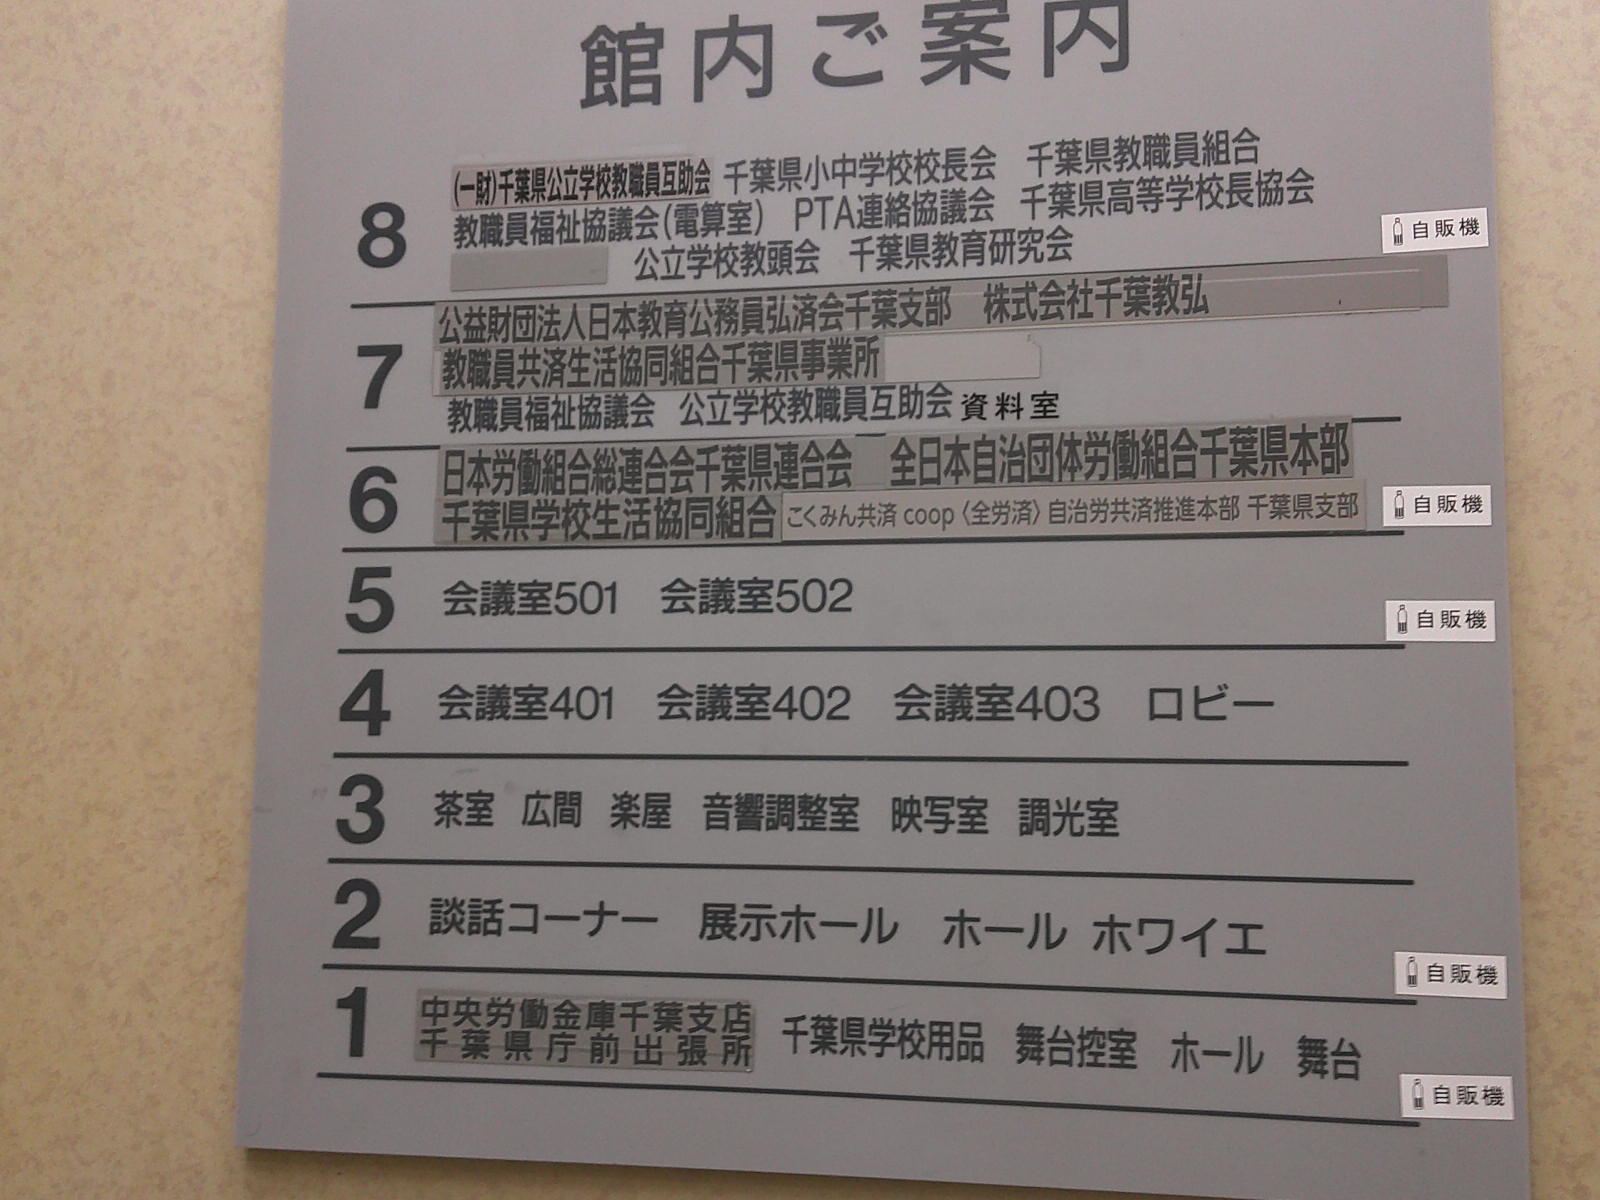 館内ご案内
8
(一財)千葉県公立学校教職員互助会 千葉県小中学校校長会 千葉県教職員組合
教職員福祉協議会(電算室) PTA連絡協議会 千葉県高等学校長協会
公立学校教頭会 千葉県教育研究会
自販機
7
公益財団法人日本教育公務員弘済会千葉支部 株式会社千葉教弘
教職員共済生活協同組合千葉県事業所
教職員福祉協議会 公立学校教職員互助会 資料室
6
日本労働組合総連合会千葉県連合会 全日本自治団体労働組合千葉県本部
千葉県学校生活協同組合 こくみん共済 coop〈全労済〉自治労共済推進本部 千葉県支部
自販機
5 会議室501 会議室502
自販機
4 会議室401 会議室402 会議室403 ロビー
3 茶室 広間 楽屋 音響調整室 映写室 調光室
2 談話コーナー 展示ホール ホール ホワイエ
自販機
1
中央労働金庫千葉支店
千葉県庁前出張所
千葉県学校用品 舞台控室 ホール 舞台
自販機